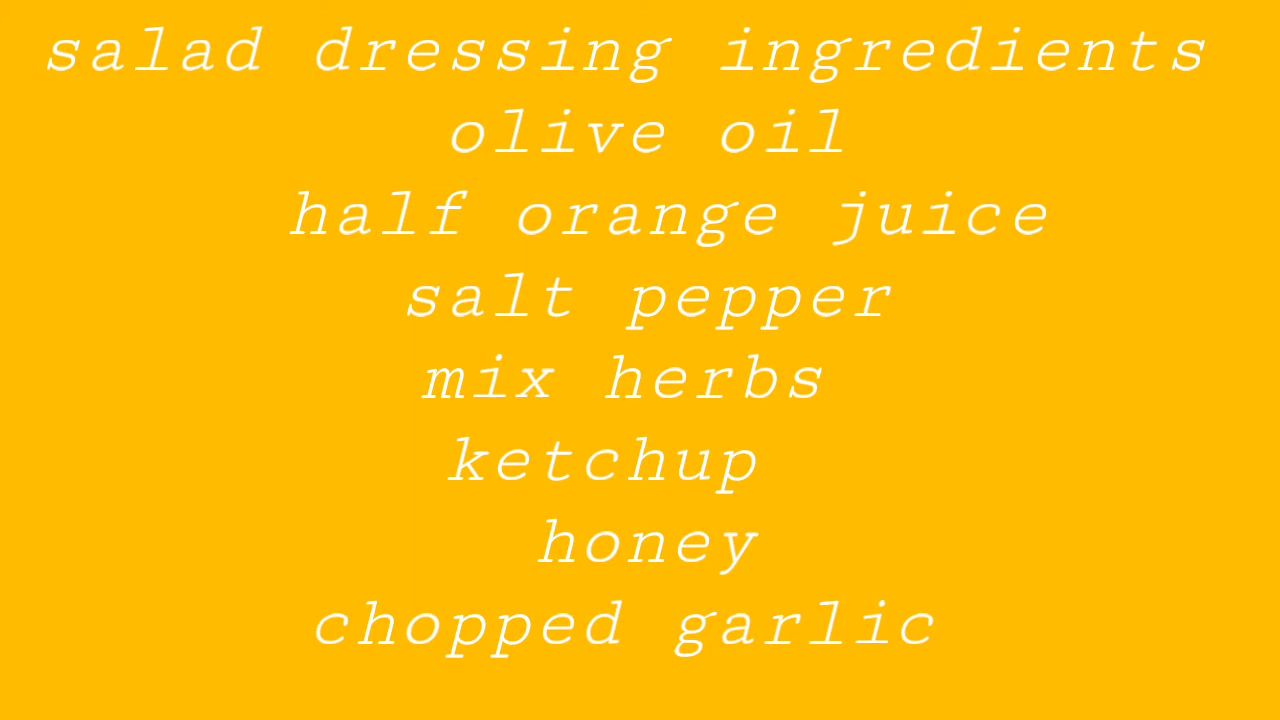 salad dressing ingredients
olive oil
half orange juice
salt pepper
mix herbs
ketchup
honey
chopped garlic